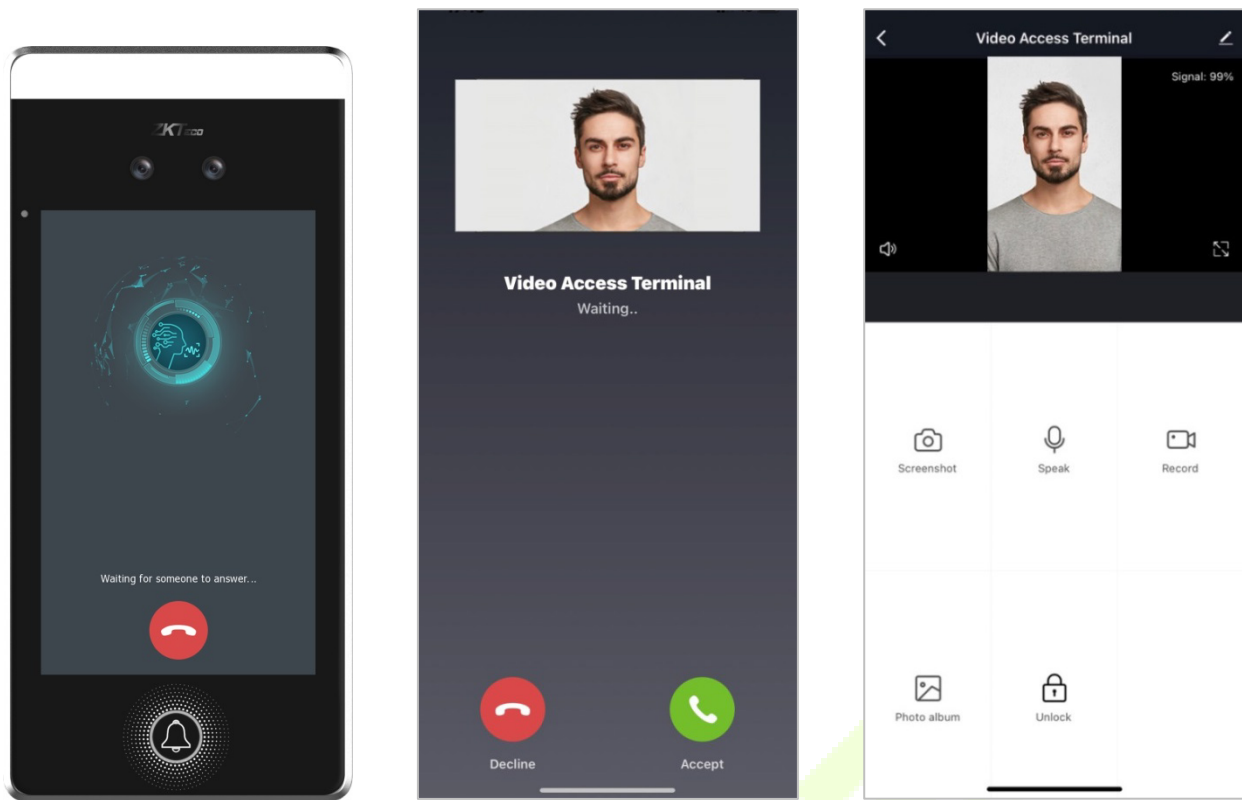 ZKTeco
Waiting for someone to answer...
Video Access Terminal
Waiting..
Decline
Accept
Video Access Terminal
Signal: 99%
Screenshot
Speak
Record
Photo album
Unlock